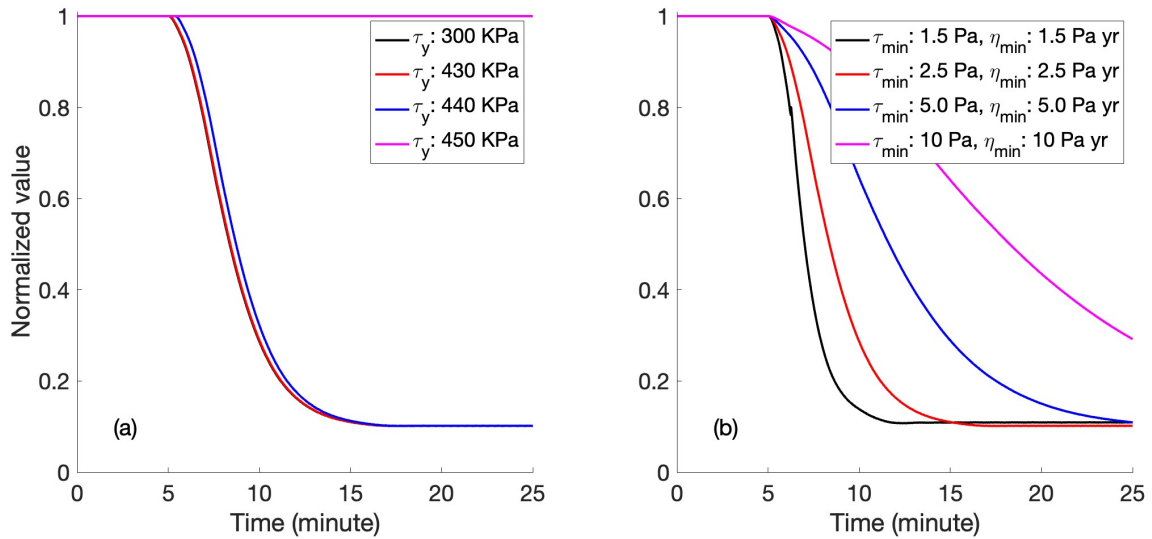 Normalized value
1
0.8
0.6
0.4
0.2
0
0
5
10
15
20
25
Time (minute)
(a)
τy: 300 KPa
τy: 430 KPa
τy: 440 KPa
τy: 450 KPa
1
0.8
0.6
0.4
0.2
0
0
5
10
15
20
25
Time (minute)
(b)
τmin: 1.5 Pa, ηmin: 1.5 Pa yr
τmin: 2.5 Pa, ηmin: 2.5 Pa yr
τmin: 5.0 Pa, ηmin: 5.0 Pa yr
τmin: 10 Pa, ηmin: 10 Pa yr